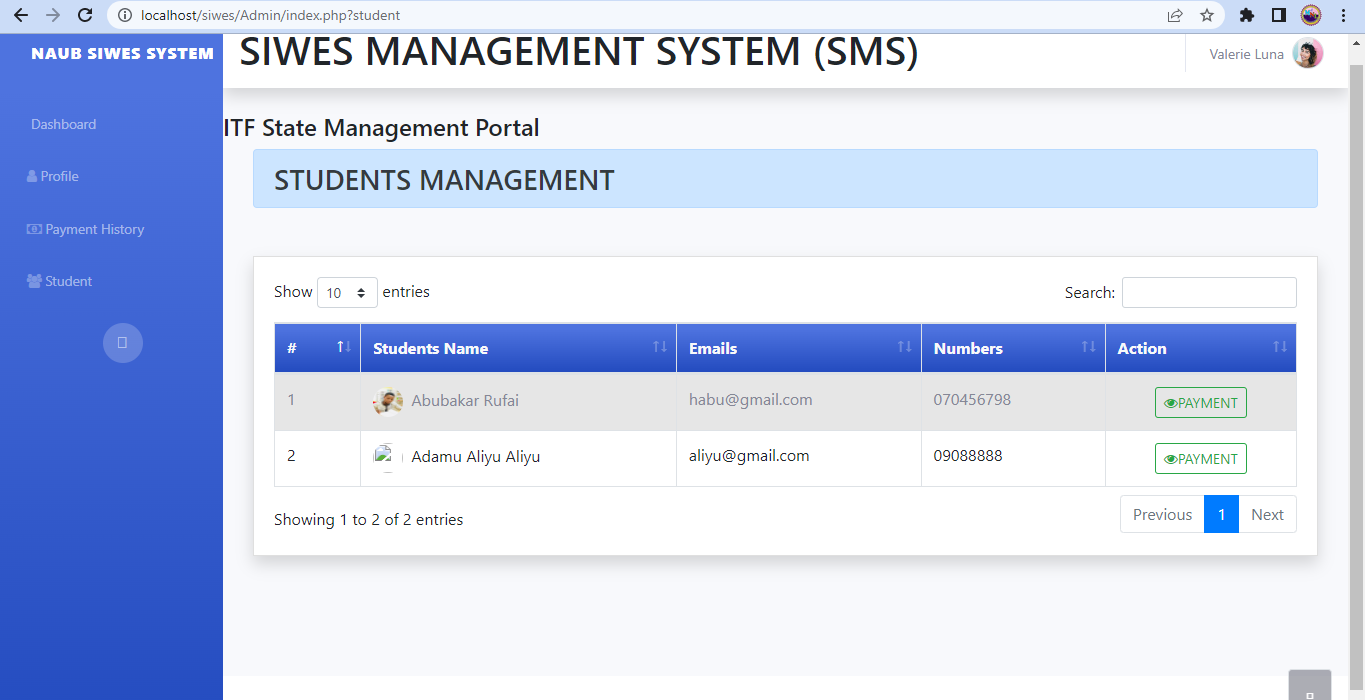 localhost/siwes/Admin/index.php?student
NAUB SIWES SYSTEM
SIWES MANAGEMENT SYSTEM (SMS)
Valerie Luna
Dashboard
Profile
Payment History
Student
ITF State Management Portal
STUDENTS MANAGEMENT
Show 10 entries
Search:
# Students Name Emails Numbers Action
1 Abubakar Rufai habu@gmail.com 070456798 PAYMENT
2 Adamu Aliyu Aliyu aliyu@gmail.com 09088888 PAYMENT
Showing 1 to 2 of 2 entries
Previous 1 Next